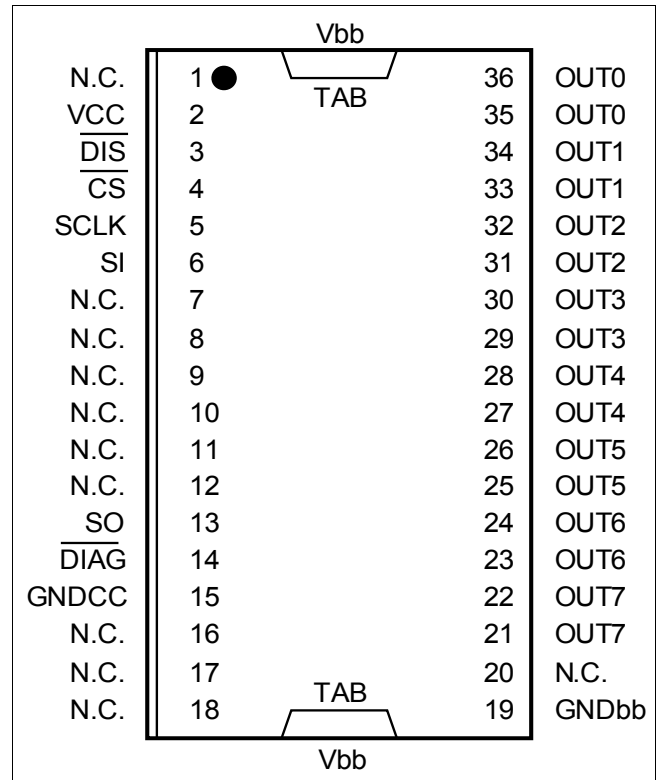 Vbb
TAB
N.C. 1 36 OUT0
VCC 2 35 OUT0
D̅I̅S̅ 3 34 OUT1
C̅S̅ 4 33 OUT1
SCLK 5 32 OUT2
SI 6 31 OUT2
N.C. 7 30 OUT3
N.C. 8 29 OUT3
N.C. 9 28 OUT4
N.C. 10 27 OUT4
N.C. 11 26 OUT5
N.C. 12 25 OUT5
SO 13 24 OUT6
D̅I̅A̅G̅ 14 23 OUT6
GNDCC 15 22 OUT7
N.C. 16 21 OUT7
N.C. 17 20 N.C.
TAB
N.C. 18 19 GNDbb
Vbb